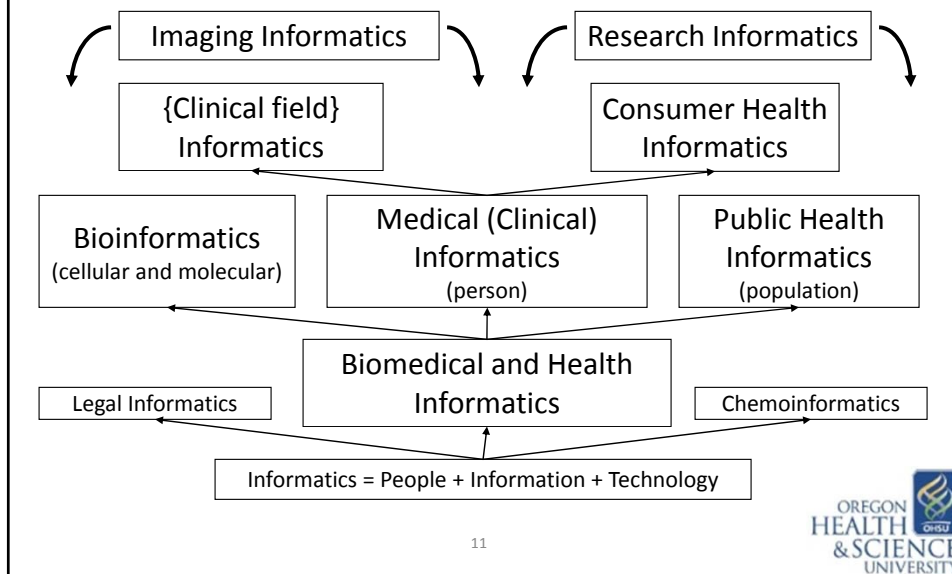 Imaging Informatics
Research Informatics
{Clinical field}
Informatics
Consumer Health
Informatics
Bioinformatics
(cellular and molecular)
Medical (Clinical)
Informatics
(person)
Public Health
Informatics
(population)
Biomedical and Health
Informatics
Legal Informatics
Chemoinformatics
Informatics = People + Information + Technology
11
OREGON
HEALTH
OHSU
&SCIENCE
UNIVERSITY